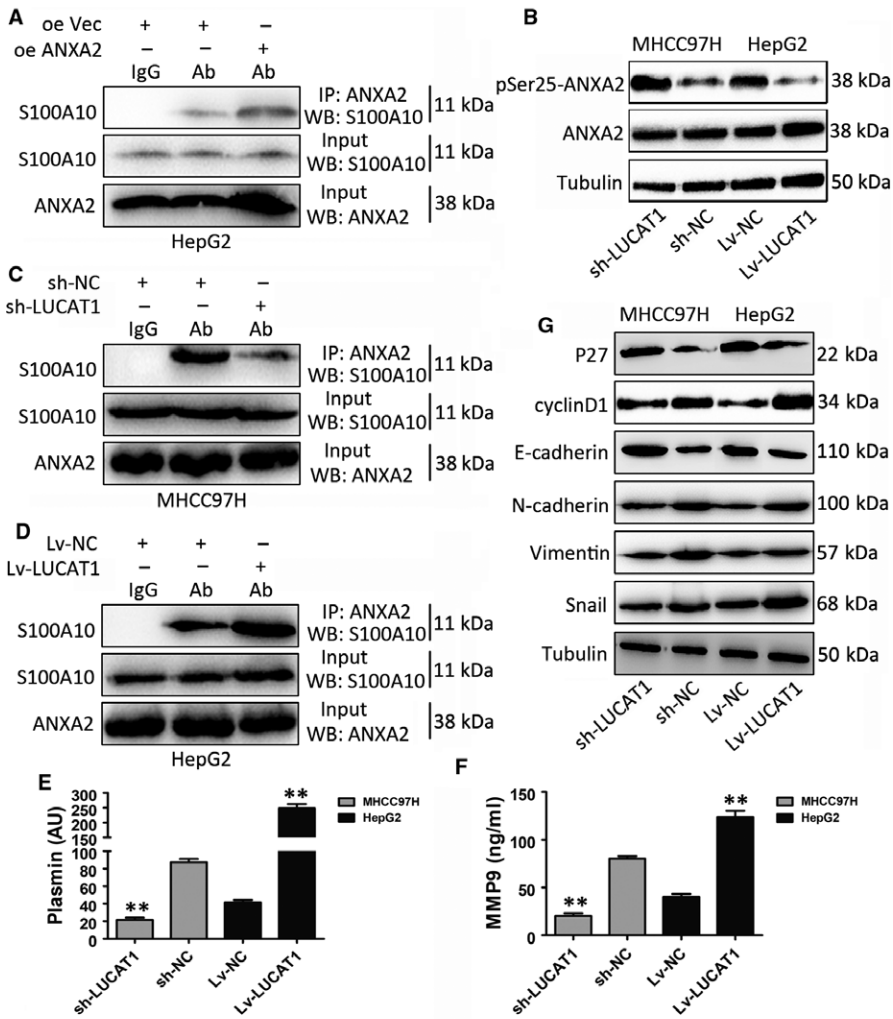 A
oe Vec + + –
oe ANXA2 – – +
IgG Ab Ab
S100A10
IP: ANXA2
WB: S100A10
11 kDa
S100A10
Input
WB: S100A10
11 kDa
ANXA2
Input
WB: ANXA2
38 kDa
HepG2
B
MHCC97H HepG2
pSer25-ANXA2 38 kDa
ANXA2 38 kDa
Tubulin 50 kDa
sh-LUCAT1 sh-NC Lv-NC Lv-LUCAT1
C
sh-NC + + –
sh-LUCAT1 – – +
IgG Ab Ab
S100A10
IP: ANXA2
WB: S100A10
11 kDa
S100A10
Input
WB: S100A10
11 kDa
ANXA2
Input
WB: ANXA2
38 kDa
MHCC97H
D
Lv-NC + + –
Lv-LUCAT1 – – +
IgG Ab Ab
S100A10
IP: ANXA2
WB: S100A10
11 kDa
S100A10
Input
WB: S100A10
11 kDa
ANXA2
Input
WB: ANXA2
38 kDa
HepG2
G
MHCC97H HepG2
P27 22 kDa
cyclinD1 34 kDa
E-cadherin 110 kDa
N-cadherin 100 kDa
Vimentin 57 kDa
Snail 68 kDa
Tubulin 50 kDa
sh-LUCAT1 sh-NC Lv-NC Lv-LUCAT1
E
Plasmin (AU)
300
250
200
150
100
80
60
40
20
0
**
**
MHCC97H
HepG2
sh-LUCAT1 sh-NC Lv-NC Lv-LUCAT1
F
MMP9 (ng/ml)
150
100
50
0
**
**
MHCC97H
HepG2
sh-LUCAT1 sh-NC Lv-NC Lv-LUCAT1